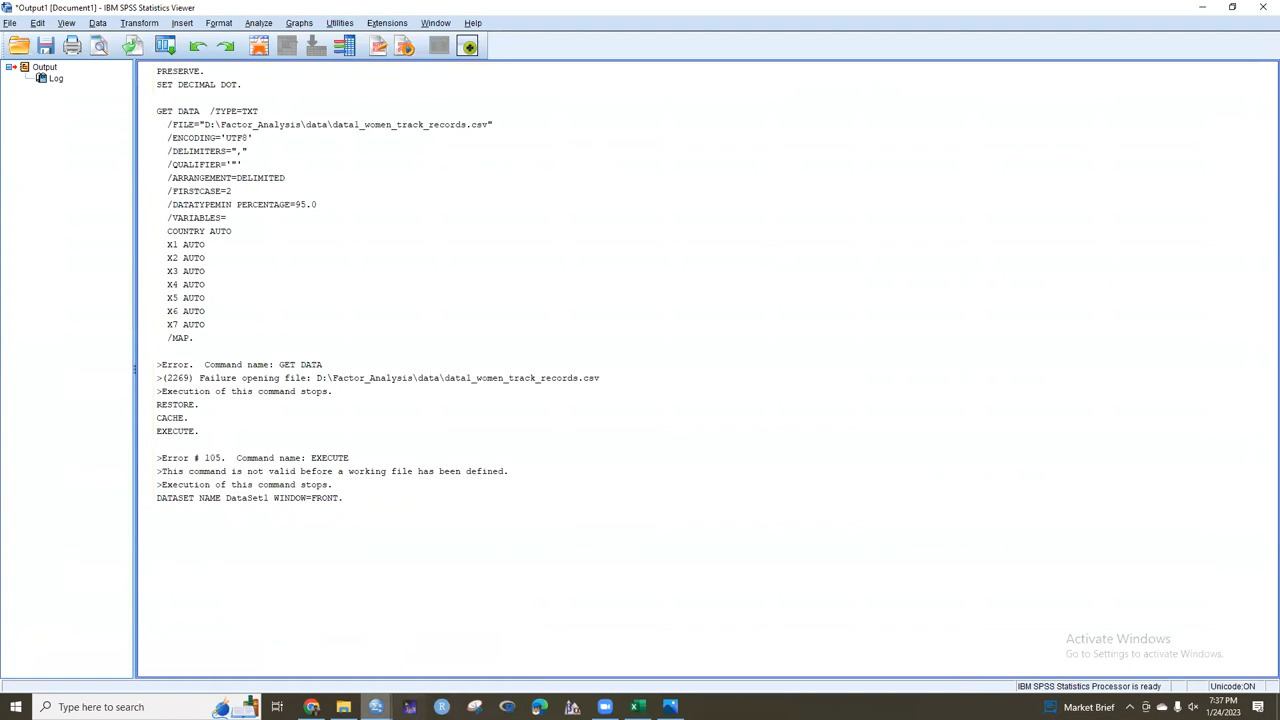 *Output1 [Document1] - IBM SPSS Statistics Viewer
File Edit View Data Transform Insert Format Analyze Graphs Utilities Extensions Window Help
Output
Log
PRESERVE.
SET DECIMAL DOT.
GET DATA /TYPE=TXT
/FILE="D:\Factor_Analysis\data\data1_women_track_records.csv"
/ENCODING='UTF8'
/DELIMITERS=","
/QUALIFIER='"'
/ARRANGEMENT=DELIMITED
/FIRSTCASE=2
/DATATYPEMIN PERCENTAGE=95.0
/VARIABLES=
COUNTRY AUTO
X1 AUTO
X2 AUTO
X3 AUTO
X4 AUTO
X5 AUTO
X6 AUTO
X7 AUTO
/MAP.
>Error. Command name: GET DATA
>(2269) Failure opening file: D:\Factor_Analysis\data\data1_women_track_records.csv
>Execution of this command stops.
RESTORE.
CACHE.
EXECUTE.
>Error # 105. Command name: EXECUTE
>This command is not valid before a working file has been defined.
>Execution of this command stops.
DATASET NAME DataSet1 WINDOW=FRONT.
Activate Windows
Go to Settings to activate Windows.
IBM SPSS Statistics Processor is ready Unicode:ON
Type here to search
Market Brief
7:37 PM
1/24/2023